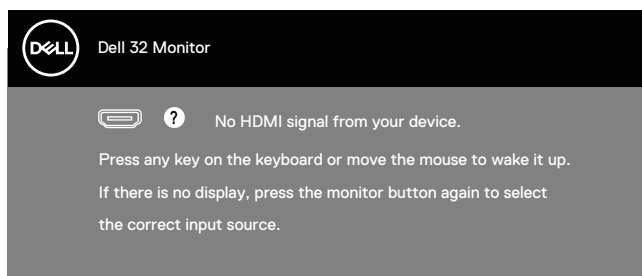 DELL
Dell 32 Monitor
? No HDMI signal from your device.
Press any key on the keyboard or move the mouse to wake it up.
If there is no display, press the monitor button again to select
the correct input source.